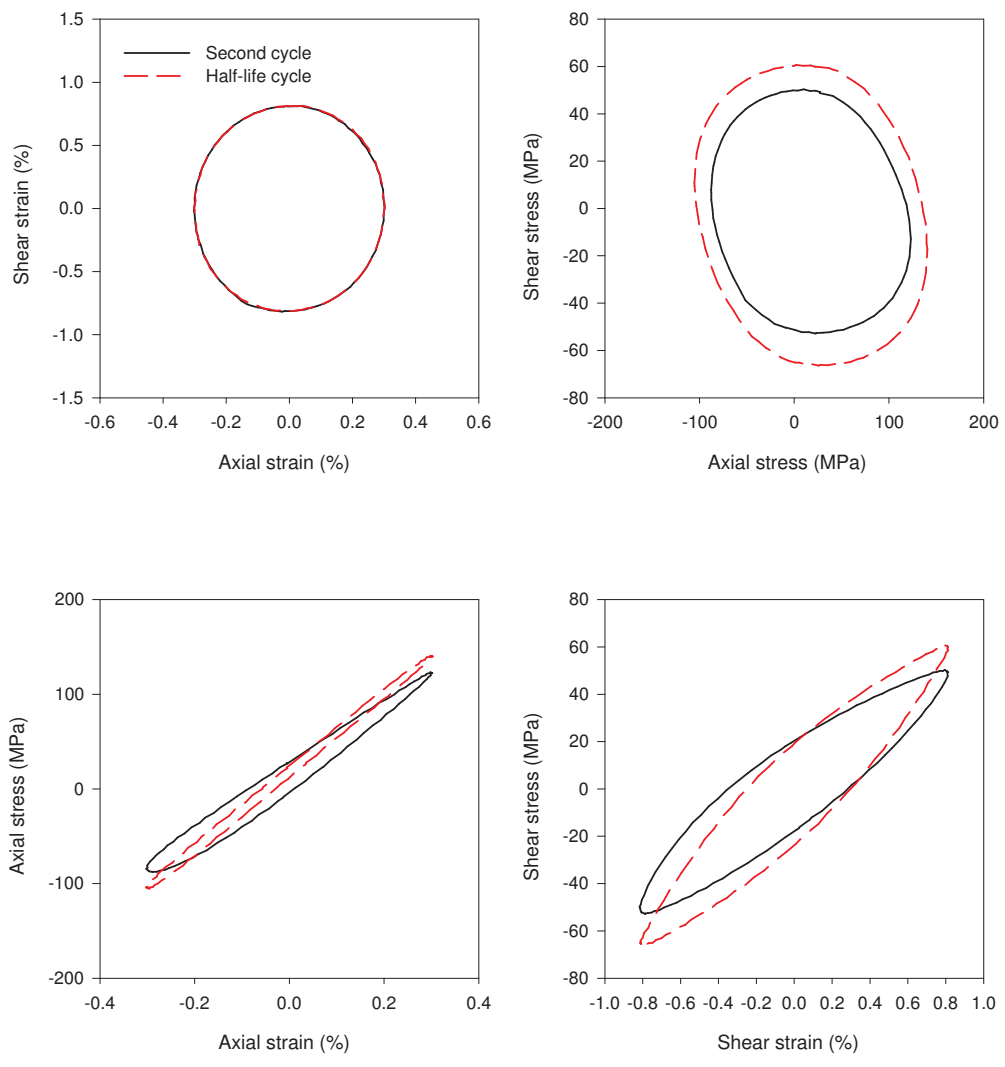 1.5
1.0
0.5
0.0
-0.5
-1.0
-1.5
Shear strain (%)
Second cycle
Half-life cycle
-0.6 -0.4 -0.2 0.0 0.2 0.4 0.6
Axial strain (%)
80
60
40
20
0
-20
-40
-60
-80
Shear stress (MPa)
-200 -100 0 100 200
Axial stress (MPa)
200
100
0
-100
-200
Axial stress (MPa)
-0.4 -0.2 0.0 0.2 0.4
Axial strain (%)
80
60
40
20
0
-20
-40
-60
-80
Shear stress (MPa)
-1.0 -0.8 -0.6 -0.4 -0.2 0.0 0.2 0.4 0.6 0.8 1.0
Shear strain (%)